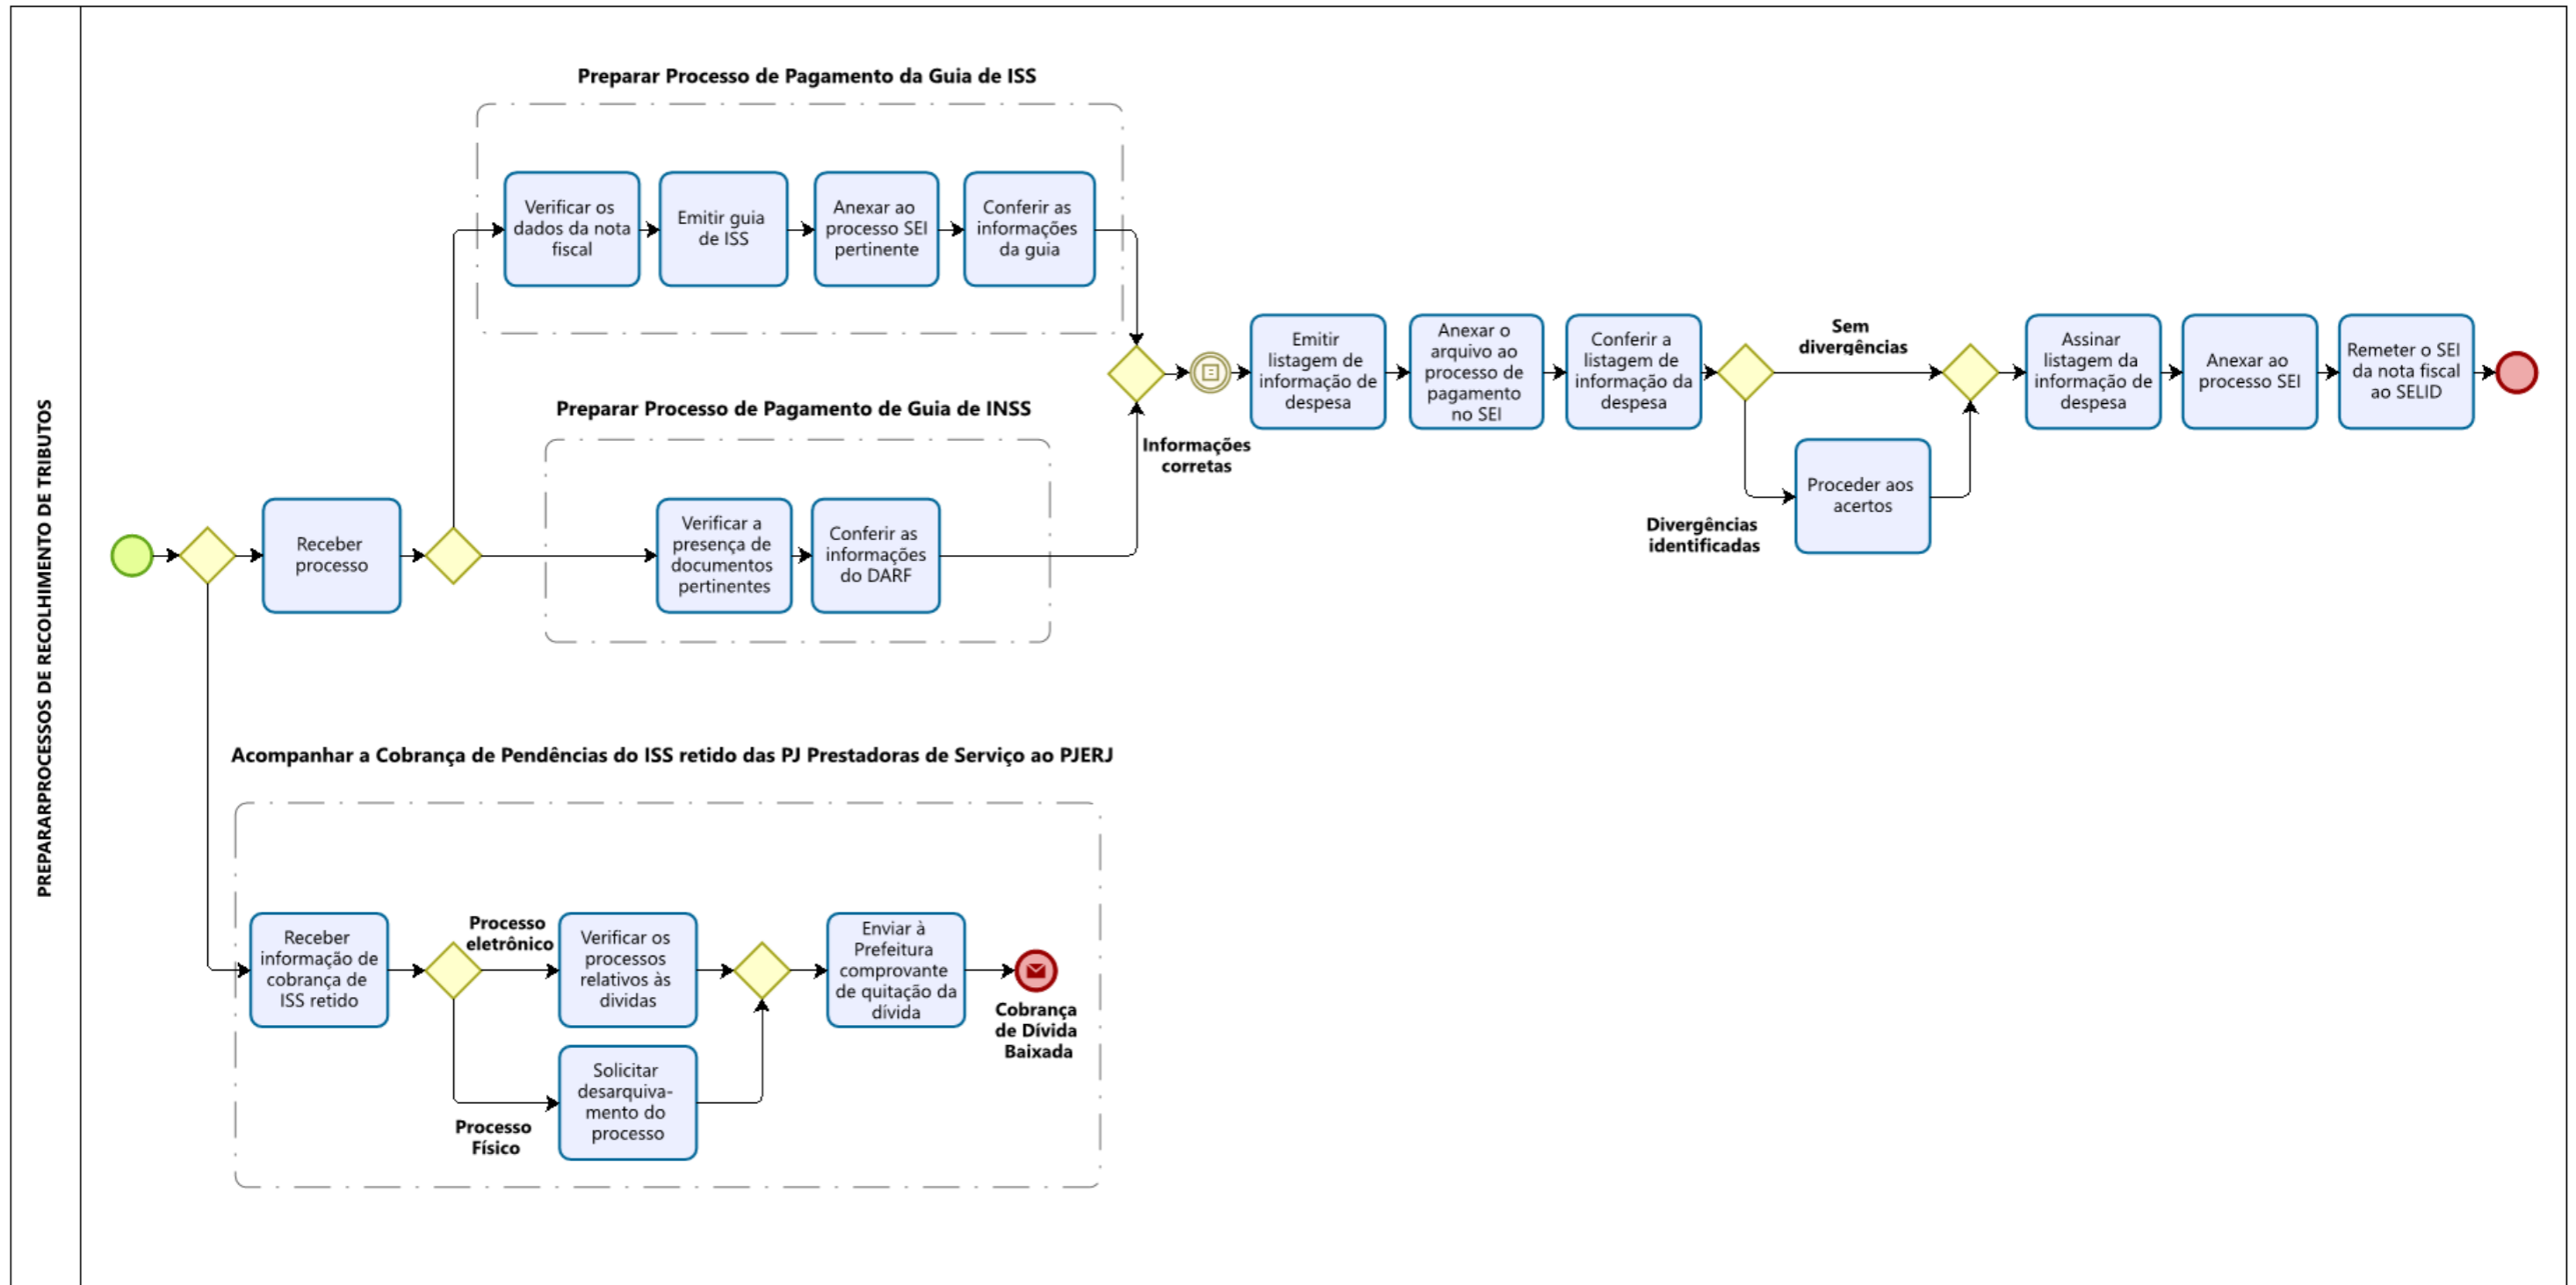 PREPARARPROCESSOS DE RECOLHIMENTO DE TRIBUTOS
Preparar Processo de Pagamento da Guia de ISS
Verificar os
dados da nota
fiscal
Emitir guia
de ISS
Anexar ao
processo SEI
pertinente
Conferir as
informações
da guia
Preparar Processo de Pagamento de Guia de INSS
Receber
processo
Verificar a
presença de
documentos
pertinentes
Conferir as
informações
do DARF
Informações
corretas
Emitir
listagem de
informação de
despesa
Anexar o
arquivo ao
processo de
pagamento
no SEI
Conferir a
listagem de
informação da
despesa
Sem
divergências
Divergências
identificadas
Proceder aos
acertos
Assinar
listagem da
informação de
despesa
Anexar ao
processo SEI
Remeter o SEI
da nota fiscal
ao SELID
Acompanhar a Cobrança de Pendências do ISS retido das PJ Prestadoras de Serviço ao PJERJ
Receber
informação de
cobrança de
ISS retido
Processo
eletrônico
Verificar os
processos
relativos às
dividas
Processo
Físico
Solicitar
desarquiva-
mento do
processo
Enviar à
Prefeitura
comprovante
de quitação da
dívida
Cobrança
de Dívida
Baixada